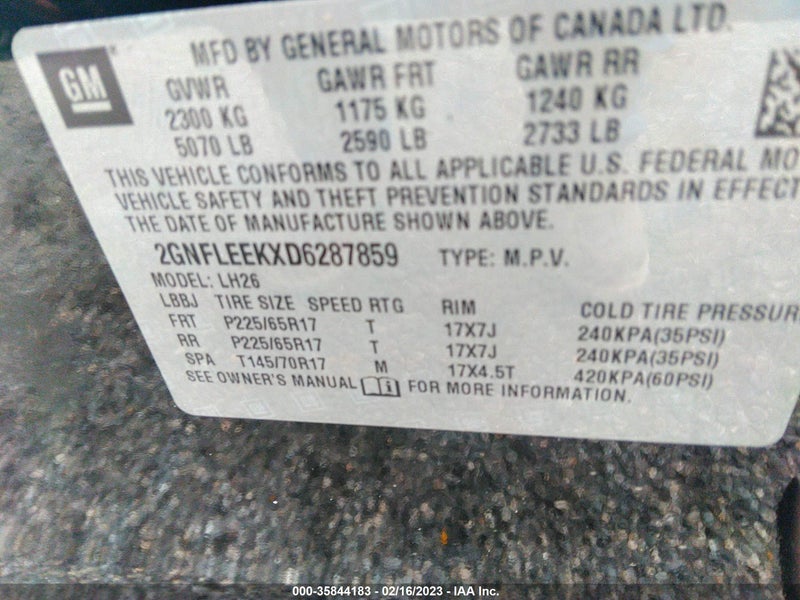 GM
MFD BY GENERAL MOTORS OF CANADA LTD.
GVWR GAWR FRT GAWR RR
2300 KG 1175 KG 1240 KG
5070 LB 2590 LB 2733 LB
THIS VEHICLE CONFORMS TO ALL APPLICABLE U.S. FEDERAL MO
VEHICLE SAFETY AND THEFT PREVENTION STANDARDS IN EFFECT
THE DATE OF MANUFACTURE SHOWN ABOVE.
2GNFLEEKXD6287859 TYPE: M.P.V.
MODEL: LH26
LBBJ TIRE SIZE SPEED RTG RIM COLD TIRE PRESSUR
FRT P225/65R17 T 17X7J 240KPA(35PSI)
RR P225/65R17 T 17X7J 240KPA(35PSI)
SPA T145/70R17 M 17X4.5T 420KPA(60PSI)
SEE OWNER'S MANUAL i FOR MORE INFORMATION.
000-35844183 - 02/16/2023 - IAA Inc.